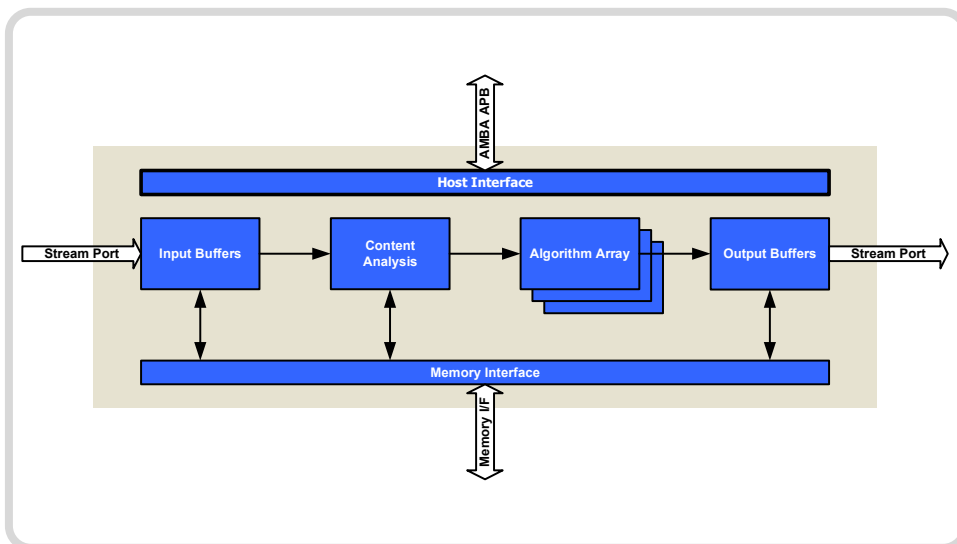 AMBA APB
Host Interface
Stream Port
Input Buffers
Content
Analysis
Algorithm Array
Output Buffers
Stream Port
Memory Interface
Memory I/F